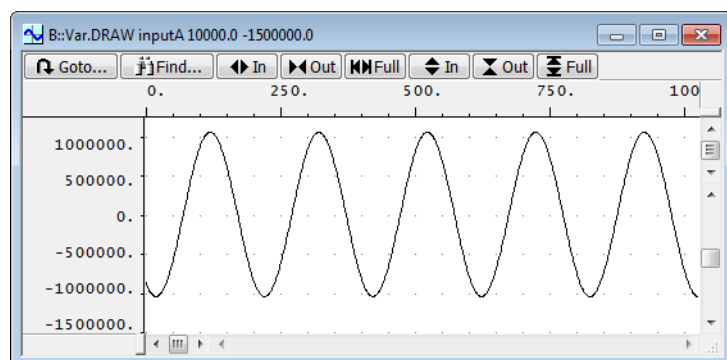 B::Var.DRAW inputA 10000.0 -1500000.0
Goto... Find... In Out Full In Out Full
0. 250. 500. 750. 100
1000000.
500000.
0.
-500000.
-1000000.
-1500000.